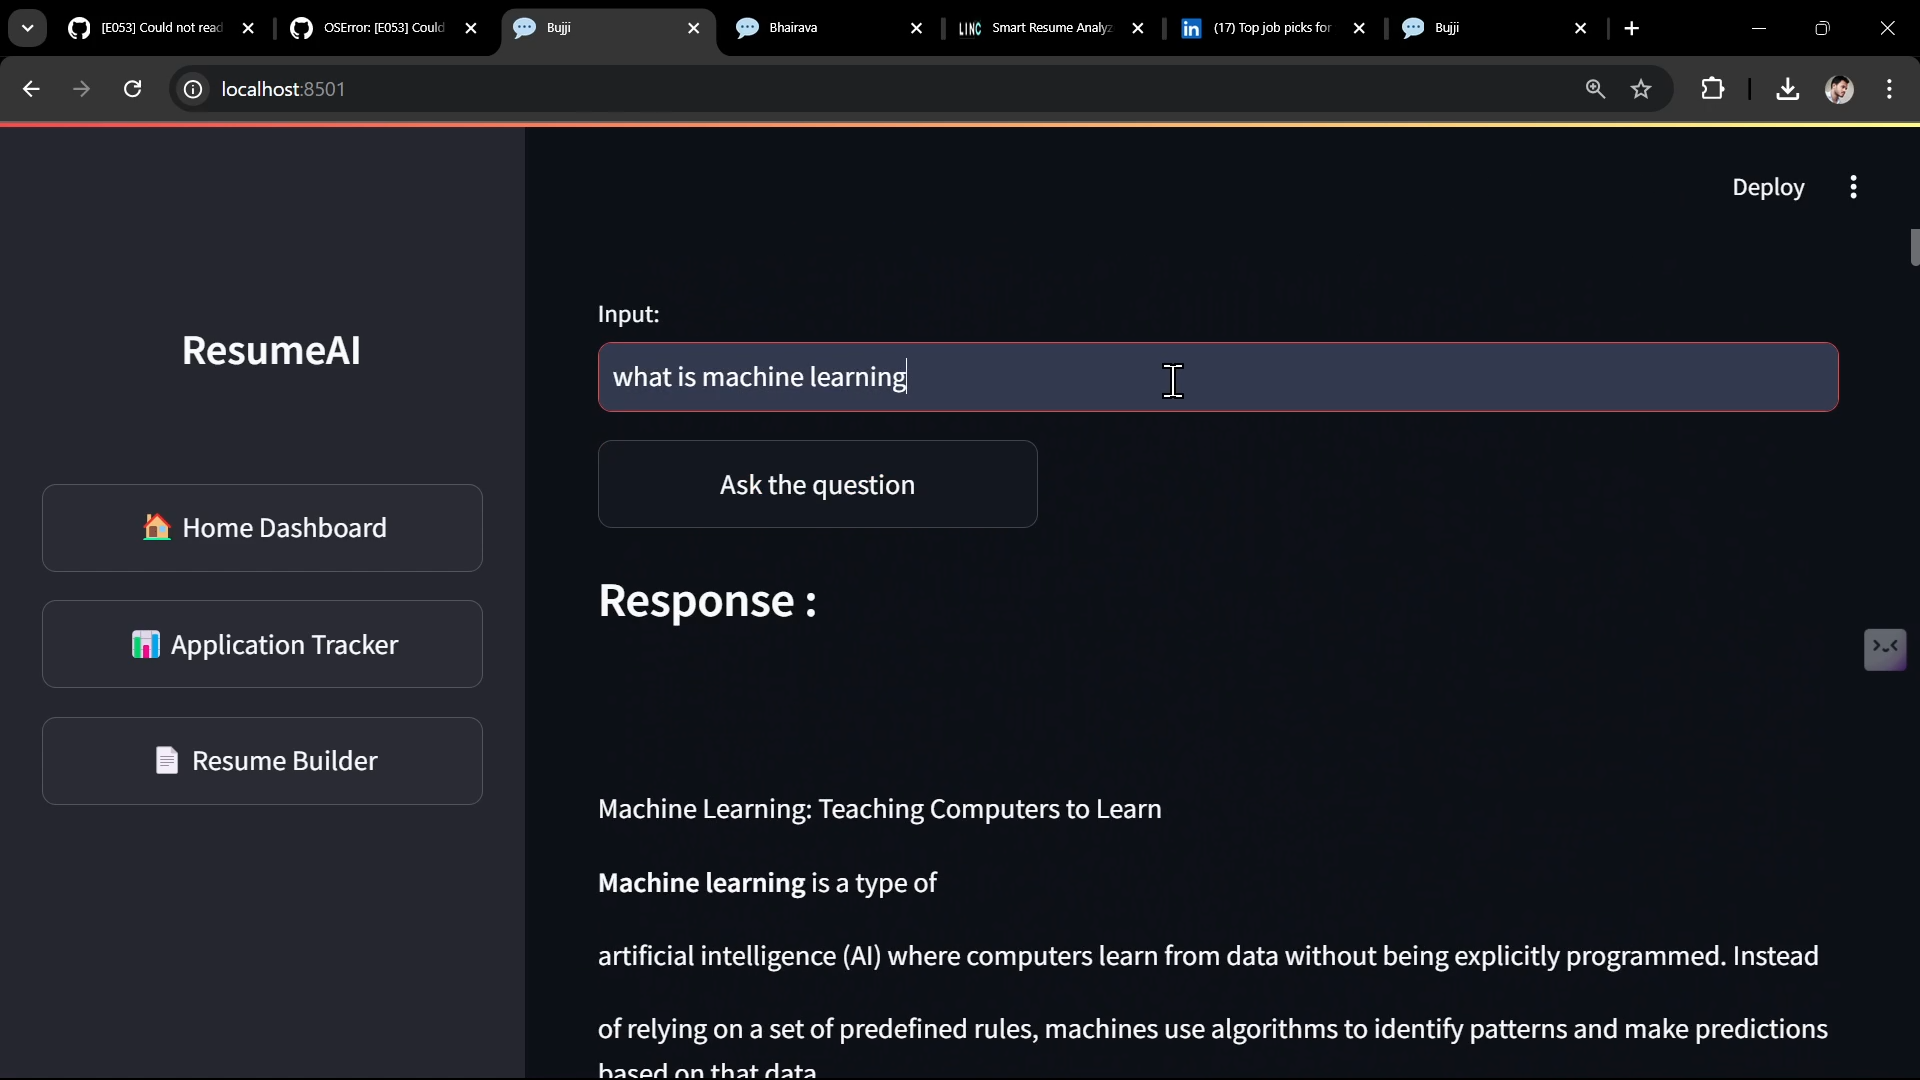 [E053] Could not read
OSError: [E053] Could
Bujji
Bhairava
LINC Smart Resume Analyz
in (17) Top job picks for
Bujji
localhost:8501
Deploy
ResumeAI
Home Dashboard
Application Tracker
Resume Builder
Input:
what is machine learning
Ask the question
Response :
Machine Learning: Teaching Computers to Learn
Machine learning is a type of
artificial intelligence (AI) where computers learn from data without being explicitly programmed. Instead
of relying on a set of predefined rules, machines use algorithms to identify patterns and make predictions
based on that data.